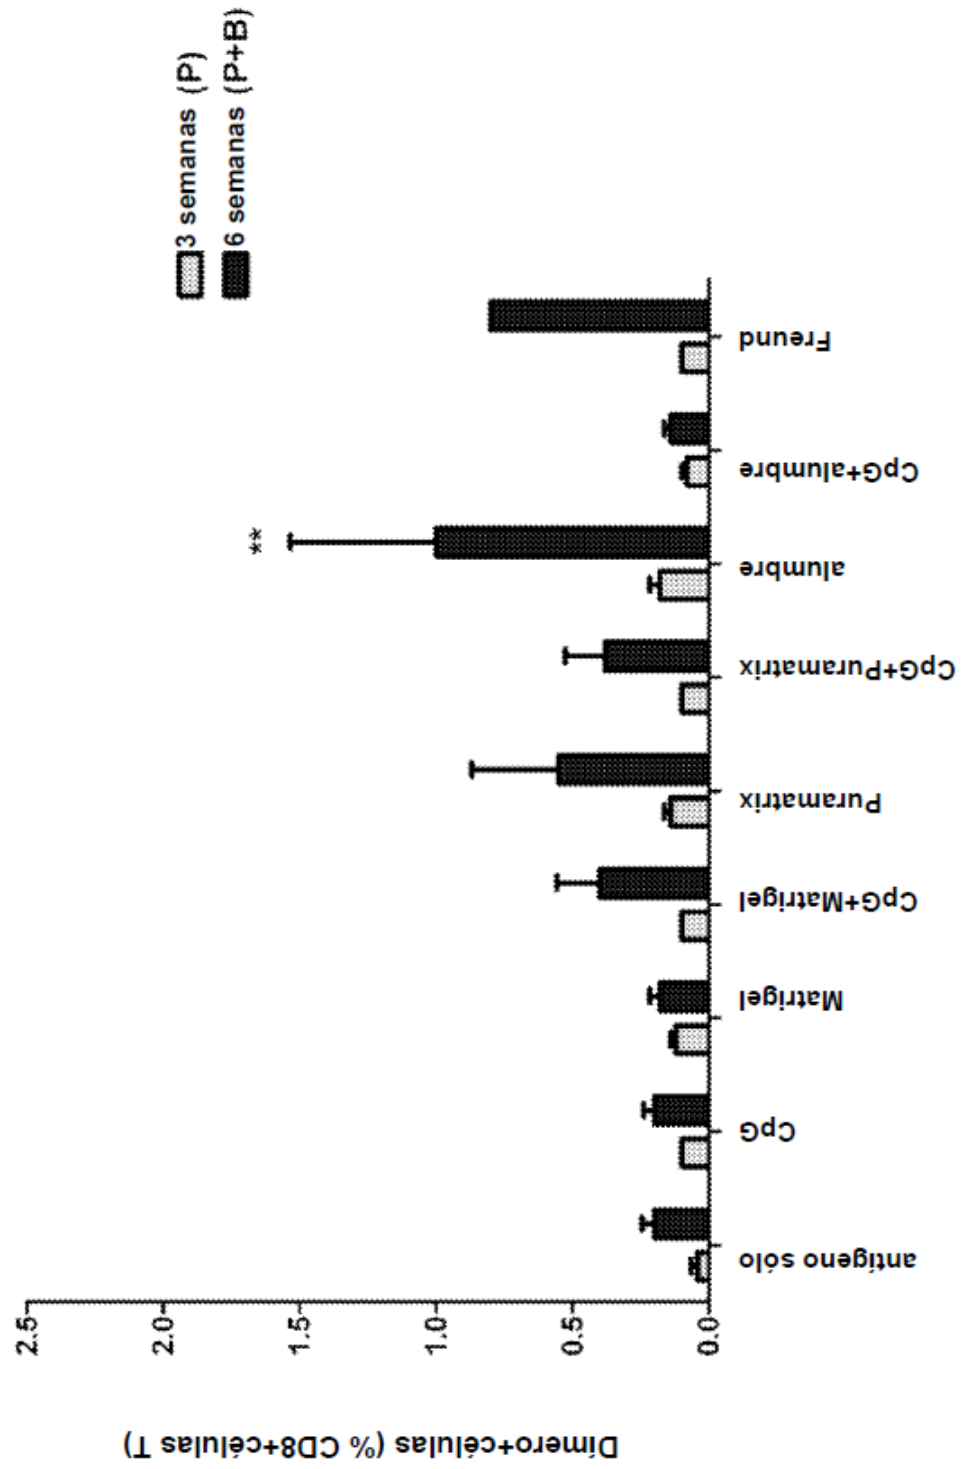 3 semanas (P)
6 semanas (P+B)
Dímero+células (% CD8+células T)
2.5
2.0
1.5
1.0
0.5
0.0
**
antígeno sólo
CpG
Matrigel
CpG+Matrigel
Puramatrix
CpG+Puramatrix
alumbre
CpG+alumbre
Freund